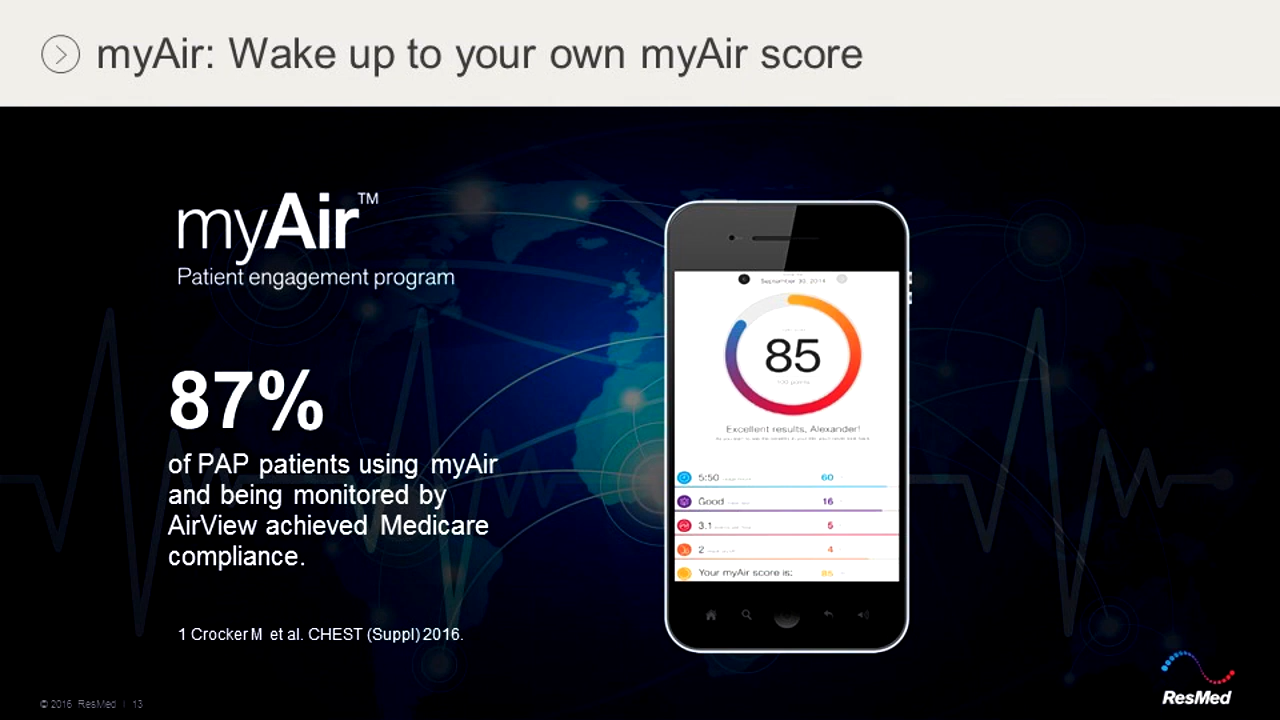 myAir: Wake up to your own myAir score
myAir™
Patient engagement program
87%
of PAP patients using myAir
and being monitored by
AirView achieved Medicare
compliance.
1 Crocker M et al. CHEST (Suppl) 2016.
September 30, 2014
85
Excellent results, Alexander!
5:50 60
Good 16
3.1 5
2 4
Your myAir score is: 85
© 2016 ResMed | 13
ResMed